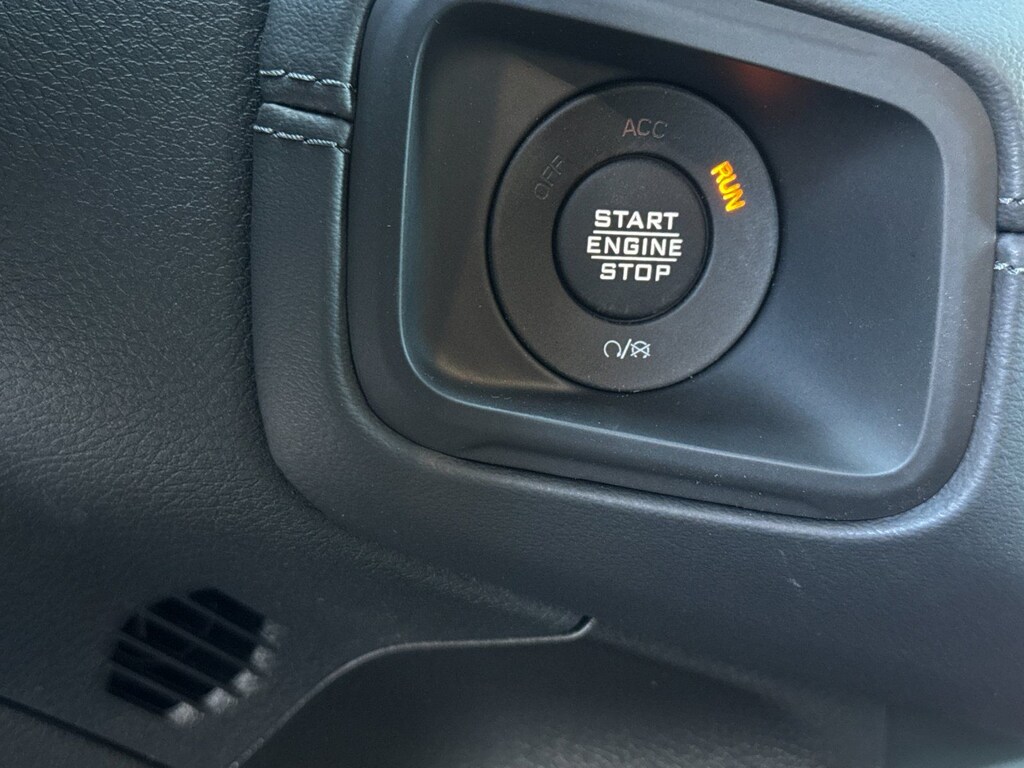 ACC
OFF
RUN
START
ENGINE
STOP